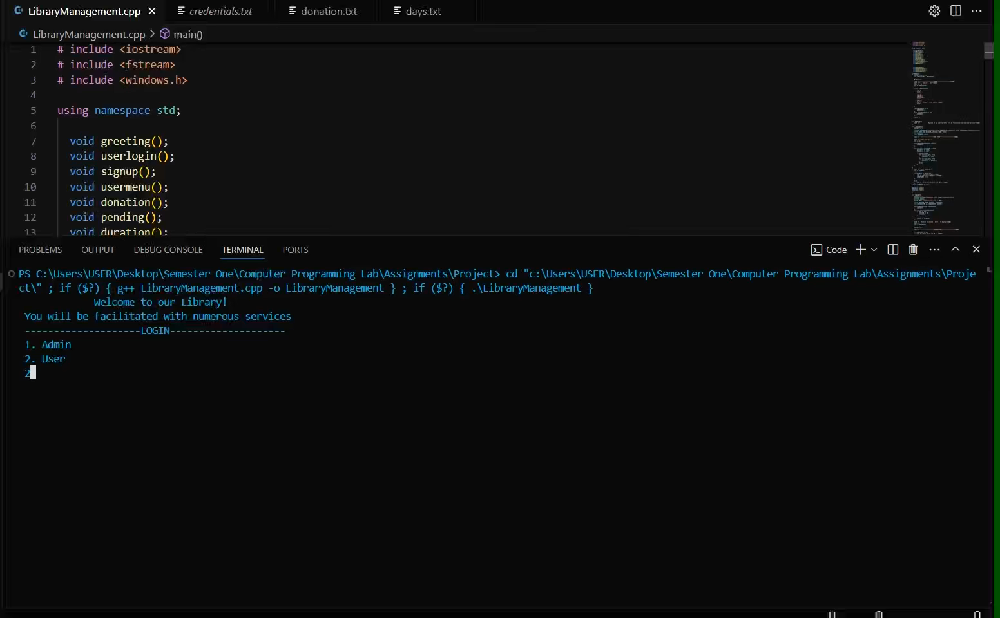 LibraryManagement.cpp credentials.txt donation.txt days.txt
LibraryManagement.cpp > main()
1 # include <iostream>
2 # include <fstream>
3 # include <windows.h>
4
5 using namespace std;
6
7 void greeting();
8 void userlogin();
9 void signup();
10 void usermenu();
11 void donation();
12 void pending();
13 void duration();
PROBLEMS OUTPUT DEBUG CONSOLE TERMINAL PORTS Code
PS C:\Users\USER\Desktop\Semester One\Computer Programming Lab\Assignments\Project> cd "c:\Users\USER\Desktop\Semester One\Computer Programming Lab\Assignments\Proje
ct\" ; if ($?) { g++ LibraryManagement.cpp -o LibraryManagement } ; if ($?) { .\LibraryManagement }
Welcome to our Library!
You will be facilitated with numerous services
--------------------LOGIN--------------------
1. Admin
2. User
2